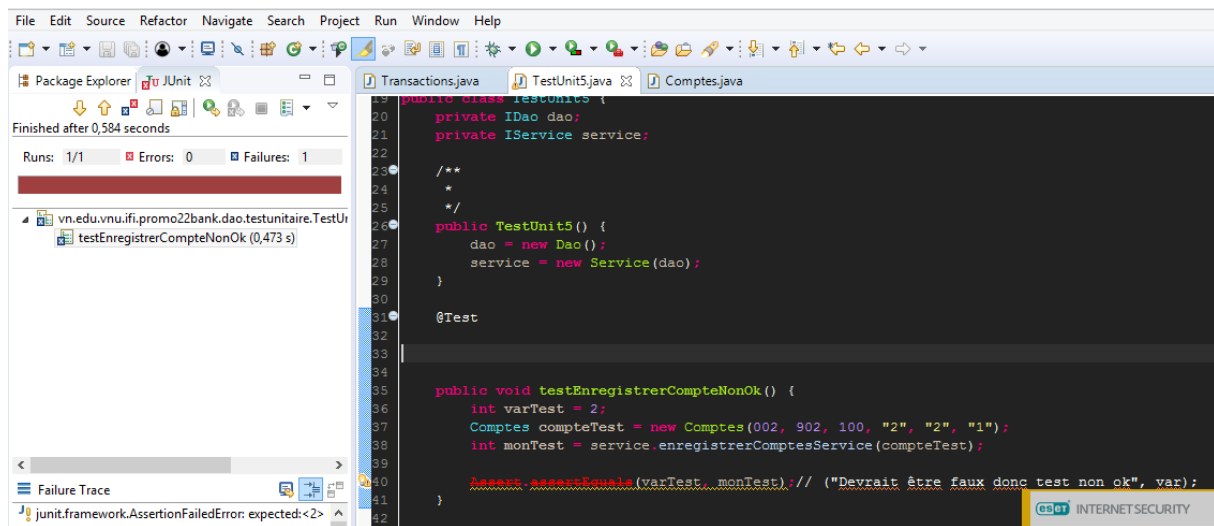 File Edit Source Refactor Navigate Search Project Run Window Help
Package Explorer JUnit
Finished after 0,584 seconds
Runs: 1/1 Errors: 0 Failures: 1
vn.edu.vnu.ifi.promo22bank.dao.testunitaire.TestUn
testEnregistrerCompteNonOk (0,473 s)
Failure Trace
junit.framework.AssertionFailedError: expected:<2>
Transactions.java TestUnit5.java Comptes.java
19 public class TestUnit5 {
20 private IDao dao;
21 private IService service;
22
23 /**
24 *
25 */
26 public TestUnit5() {
27 dao = new Dao();
28 service = new Service(dao);
29 }
30
31 @Test
32
33
34
35 public void testEnregistrerCompteNonOk() {
36 int varTest = 2;
37 Comptes compteTest = new Comptes(002, 902, 100, "2", "2", "1");
38 int monTest = service.enregistrerComptesService(compteTest);
39
40 Assert.assertEquals(varTest, monTest);// ("Devrait être faux donc test non ok", var);
41 }
42
eset INTERNET SECURITY